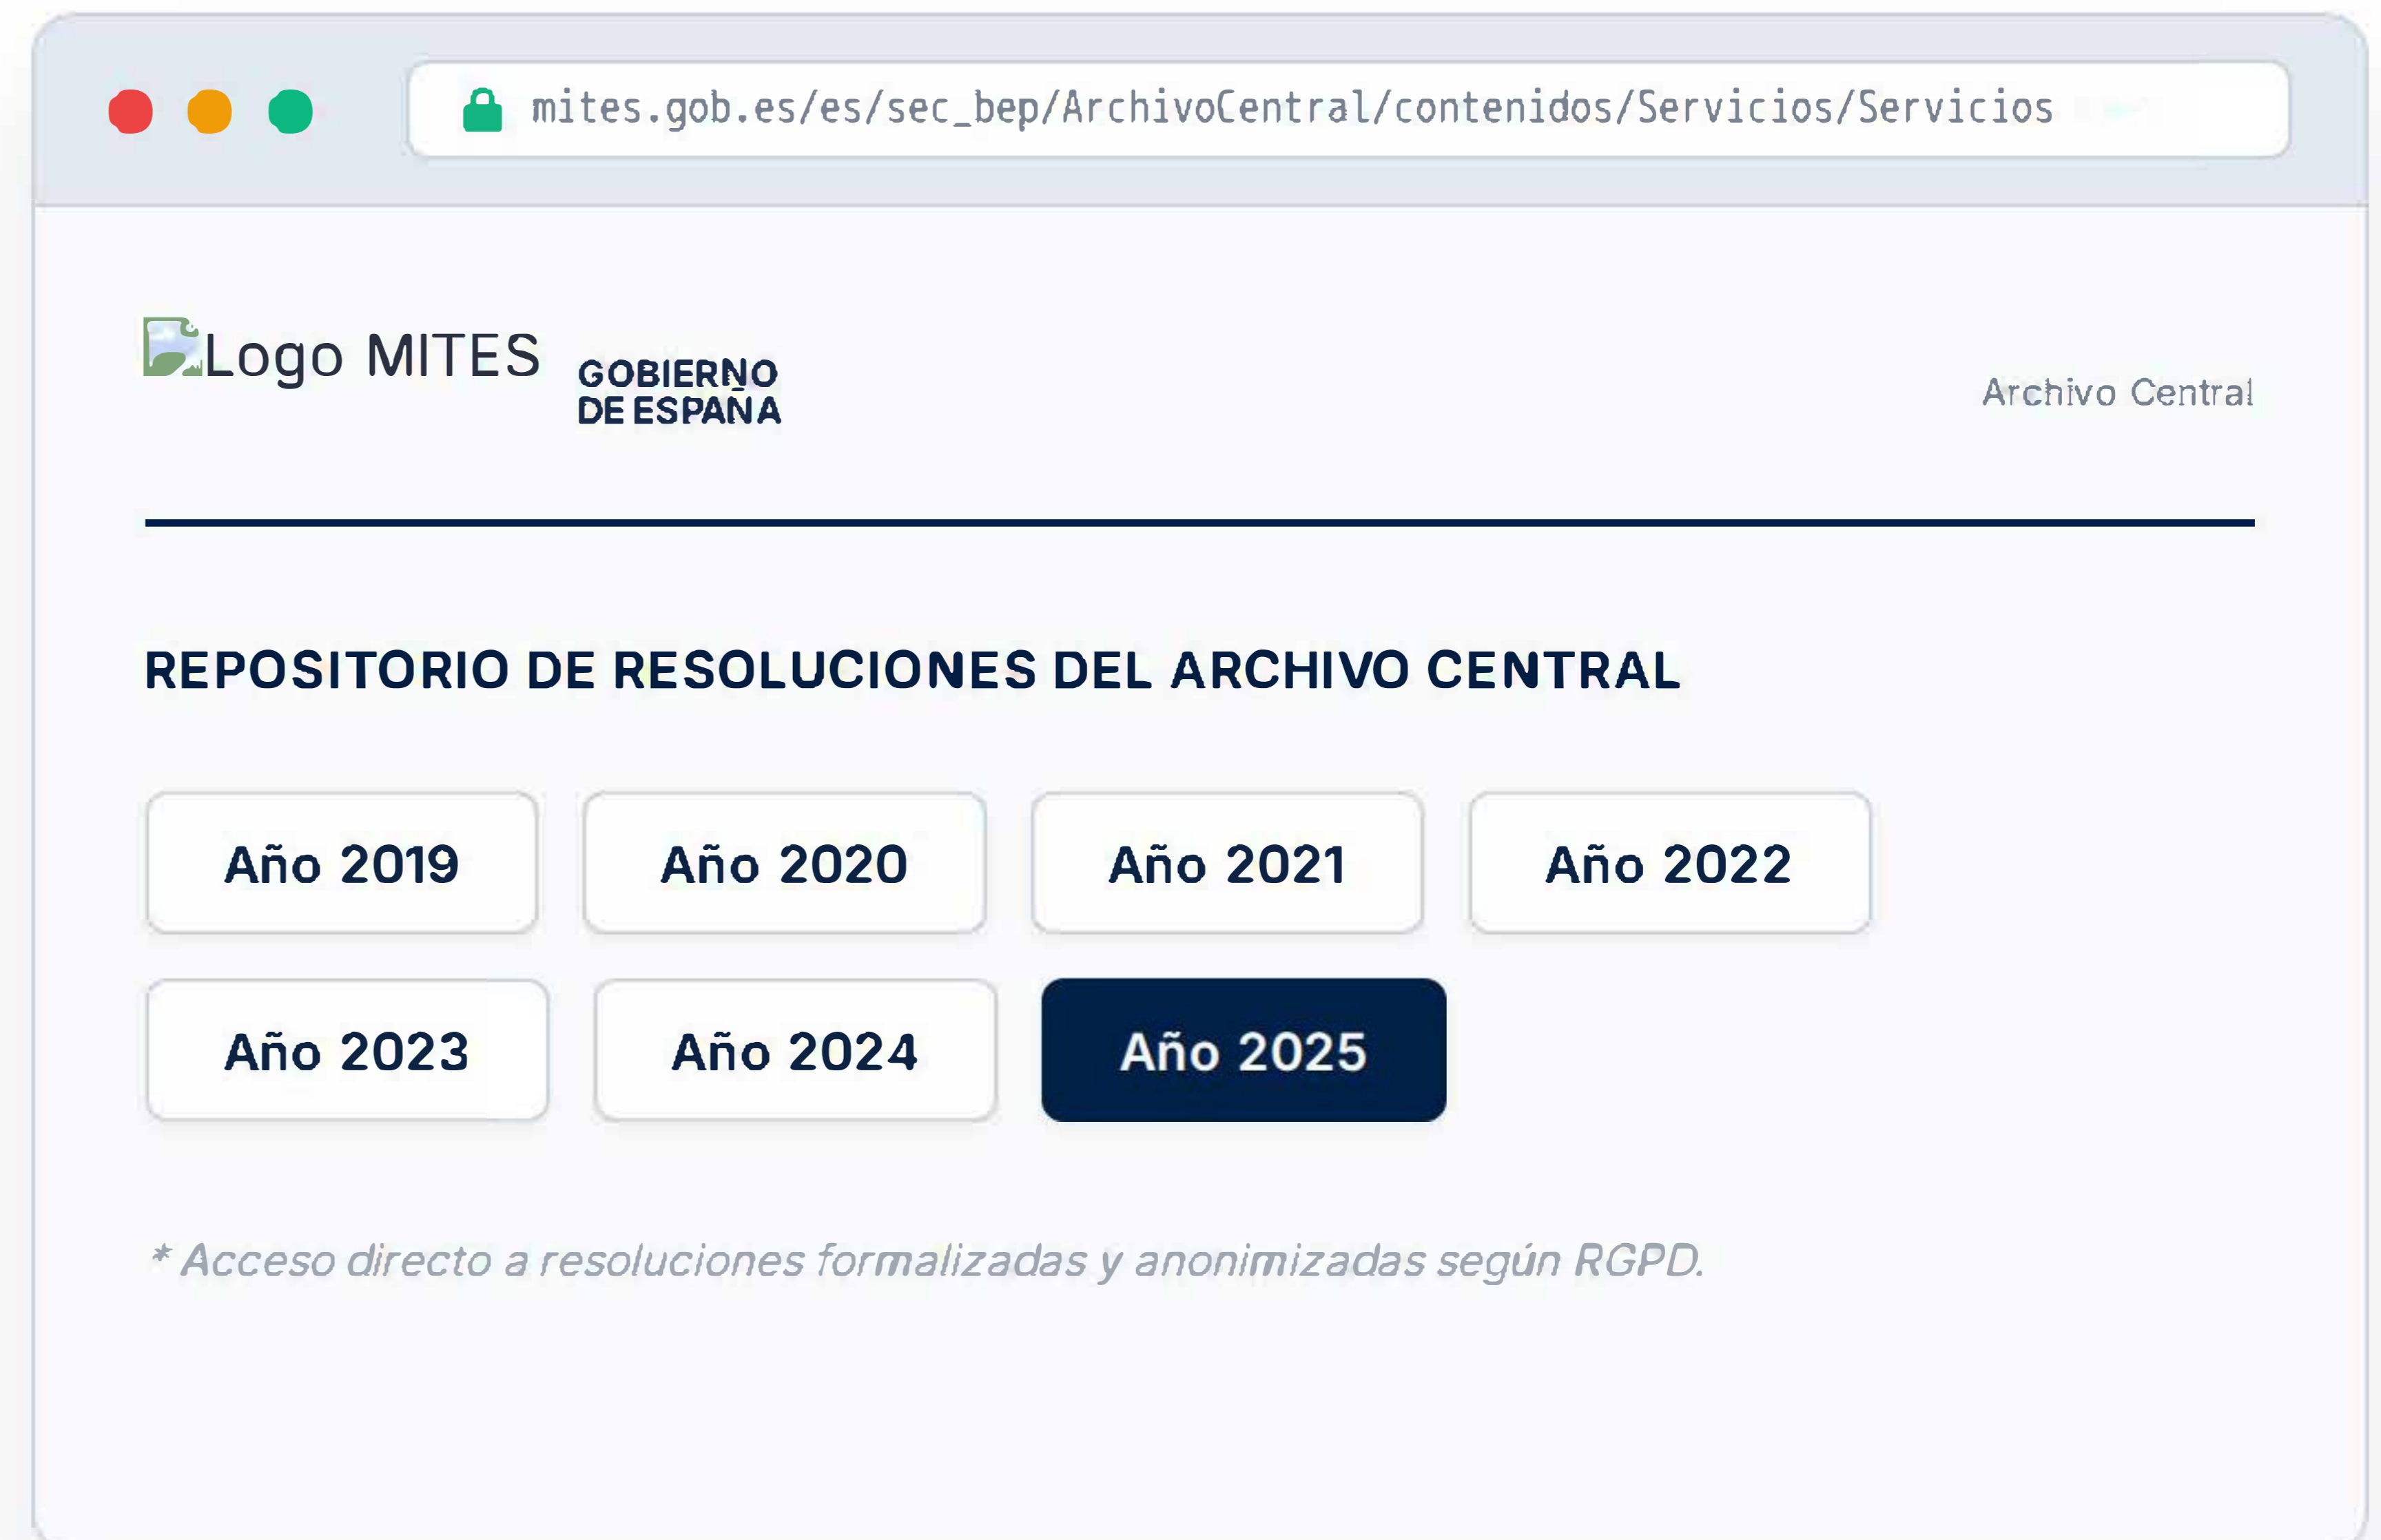 mites.gob.es/es/sec_bep/ArchivoCentral/contenidos/Servicios/Servicios
Logo MITES
GOBIERNO
DE ESPAÑA
Archivo Central
REPOSITORIO DE RESOLUCIONES DEL ARCHIVO CENTRAL
Año 2019 Año 2020 Año 2021 Año 2022
Año 2023 Año 2024 Año 2025
* Acceso directo a resoluciones formalizadas y anonimizadas según RGPD.